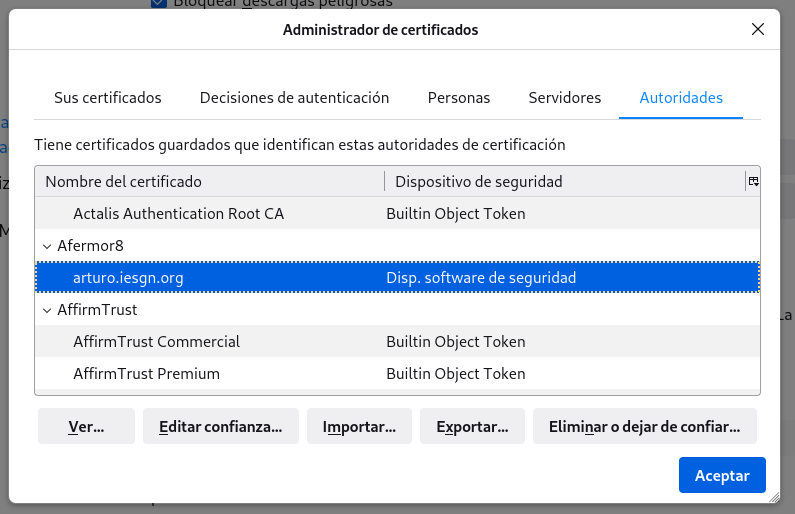 Bloquear descargas peligrosas
Administrador de certificados
Sus certificados Decisiones de autenticación Personas Servidores Autoridades
Tiene certificados guardados que identifican estas autoridades de certificación
Nombre del certificado Dispositivo de seguridad
Actalis Authentication Root CA Builtin Object Token
Afermor8
arturo.iesgn.org Disp. software de seguridad
AffirmTrust
AffirmTrust Commercial Builtin Object Token
AffirmTrust Premium Builtin Object Token
Ver... Editar confianza... Importar... Exportar... Eliminar o dejar de confiar...
Aceptar